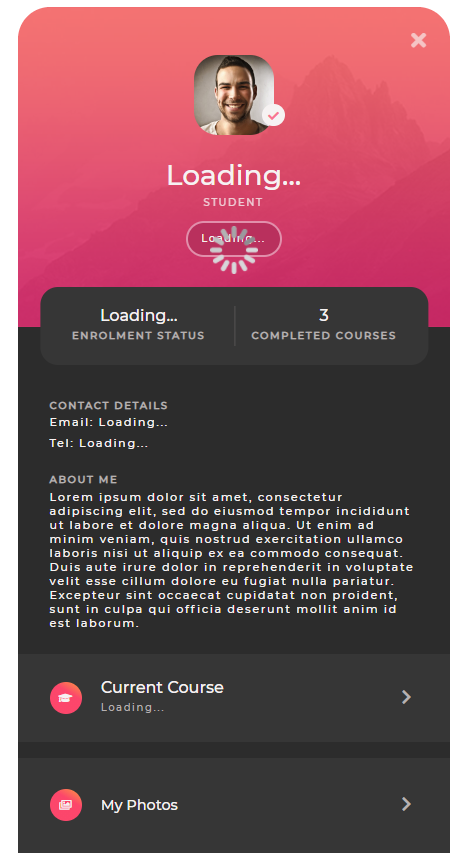 Loading...
STUDENT
Loading...
Loading...
ENROLMENT STATUS
3
COMPLETED COURSES
CONTACT DETAILS
Email: Loading...
Tel: Loading...
ABOUT ME
Lorem ipsum dolor sit amet, consectetur
adipiscing elit, sed do eiusmod tempor incididunt
ut labore et dolore magna aliqua. Ut enim ad
minim veniam, quis nostrud exercitation ullamco
laboris nisi ut aliquip ex ea commodo consequat.
Duis aute irure dolor in reprehenderit in voluptate
velit esse cillum dolore eu fugiat nulla pariatur.
Excepteur sint occaecat cupidatat non proident,
sunt in culpa qui officia deserunt mollit anim id
est laborum.
Current Course
Loading...
My Photos